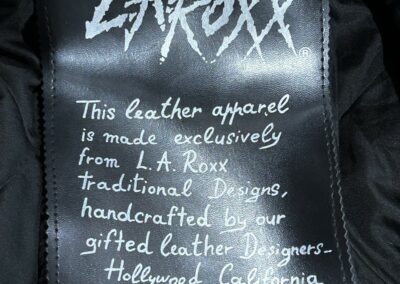 L.A. ROXX ®
This leather apparel
is made exclusively
from L.A. Roxx
traditional Designs,
handcrafted by our
gifted leather Designers-
Hollywood California